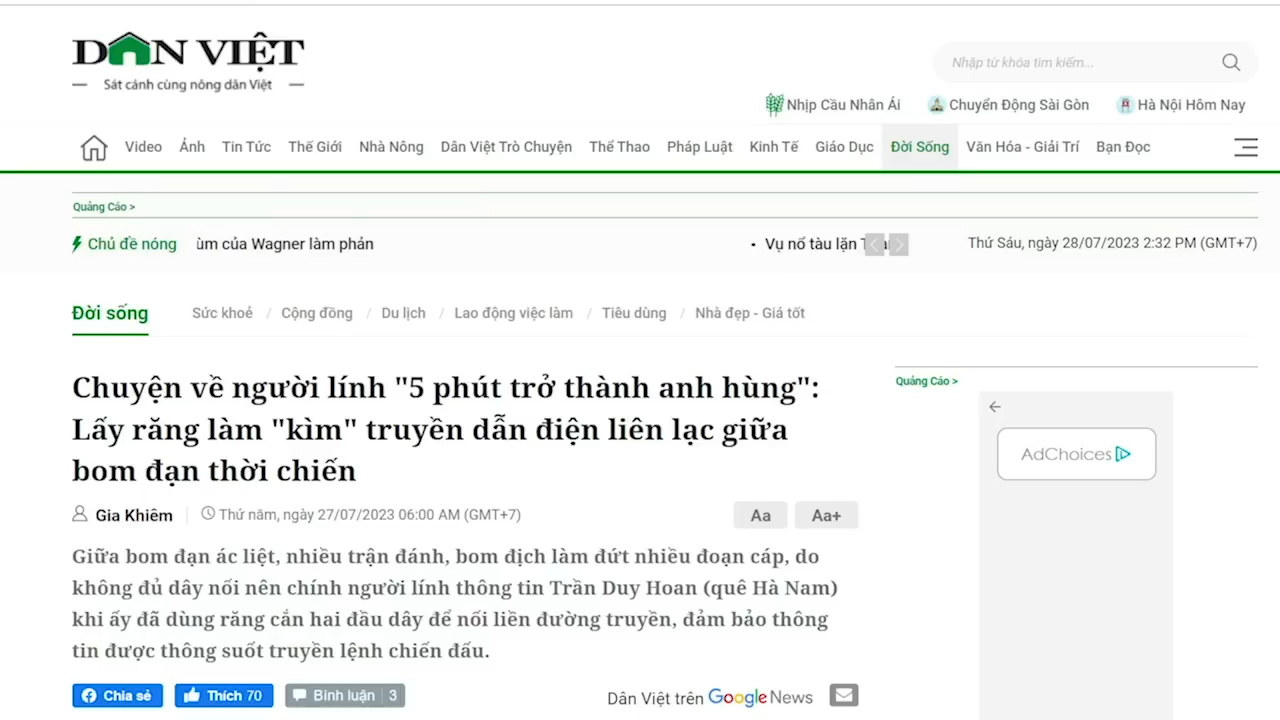 DÂN VIỆT
Sát cánh cùng nông dân Việt
Nhập từ khóa tìm kiếm...
Nhịp Cầu Nhân Ái Chuyển Động Sài Gòn Hà Nội Hôm Nay
Video Ảnh Tin Tức Thế Giới Nhà Nông Dân Việt Trò Chuyện Thể Thao Pháp Luật Kinh Tế Giáo Dục Đời Sống Văn Hóa - Giải Trí Bạn Đọc
Quảng Cáo >
Chủ đề nóng ùm của Wagner làm phản • Vụ nổ tàu lặn Thứ Sáu, ngày 28/07/2023 2:32 PM (GMT+7)
Đời sống Sức khoẻ / Cộng đồng / Du lịch / Lao động việc làm / Tiêu dùng / Nhà đẹp - Giá tốt
Chuyện về người lính "5 phút trở thành anh hùng":
Lấy răng làm "kìm" truyền dẫn điện liên lạc giữa
bom đạn thời chiến
Gia Khiêm Thứ năm, ngày 27/07/2023 06:00 AM (GMT+7)
Aa Aa+
Giữa bom đạn ác liệt, nhiều trận đánh, bom địch làm đứt nhiều đoạn cáp, do
không đủ dây nối nên chính người lính thông tin Trần Duy Hoan (quê Hà Nam)
khi ấy đã dùng răng cắn hai đầu dây để nối liền đường truyền, đảm bảo thông
tin được thông suốt truyền lệnh chiến đấu.
Chia sẻ Thích 70 Bình luận 3
Dân Việt trên Google News
Quảng Cáo >
AdChoices